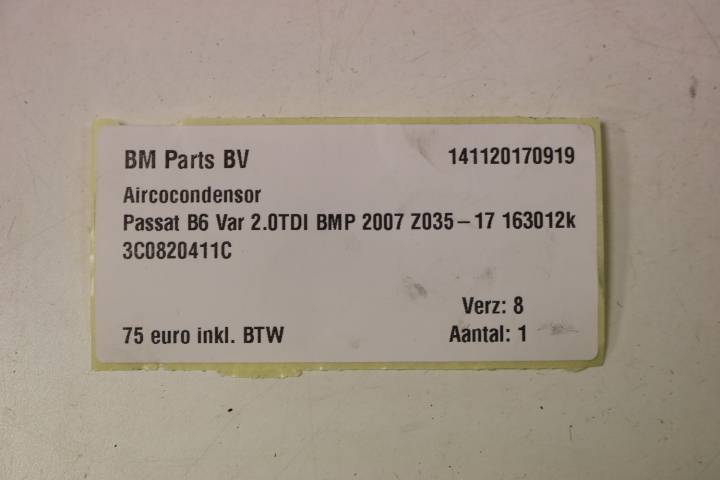 BM Parts BV 141120170919
Aircocondensor
Passat B6 Var 2.0TDI BMP 2007 Z035-17 163012k
3C0820411C
Verz: 8
75 euro inkl. BTW Aantal: 1